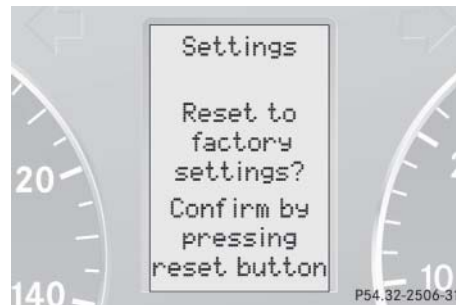 Settings
Reset to
factory
settings?
Confirm by
pressing
reset button
20
140
10
P54.32-2506-31